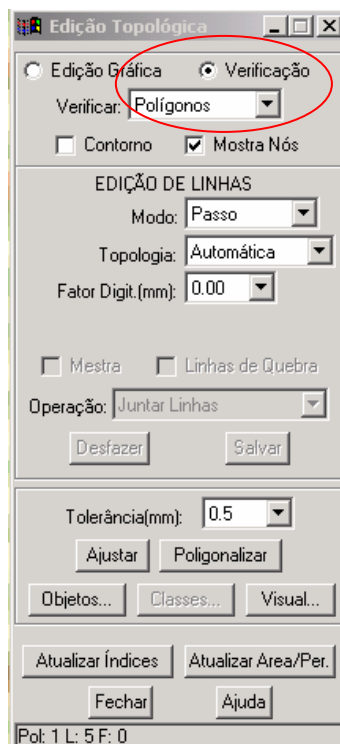 Edição Topológica
Edição Gráfica Verificação
Verificar: Polígonos
Contorno Mostra Nós
EDIÇÃO DE LINHAS
Modo: Passo
Topologia: Automática
Fator Digit.(mm): 0.00
Mestra Linhas de Quebra
Operação: Juntar Linhas
Desfazer Salvar
Tolerância(mm): 0.5
Ajustar Poligonalizar
Objetos... Classes... Visual...
Atualizar Índices Atualizar Area/Per.
Fechar Ajuda
Pol: 1 L: 5 F: 0